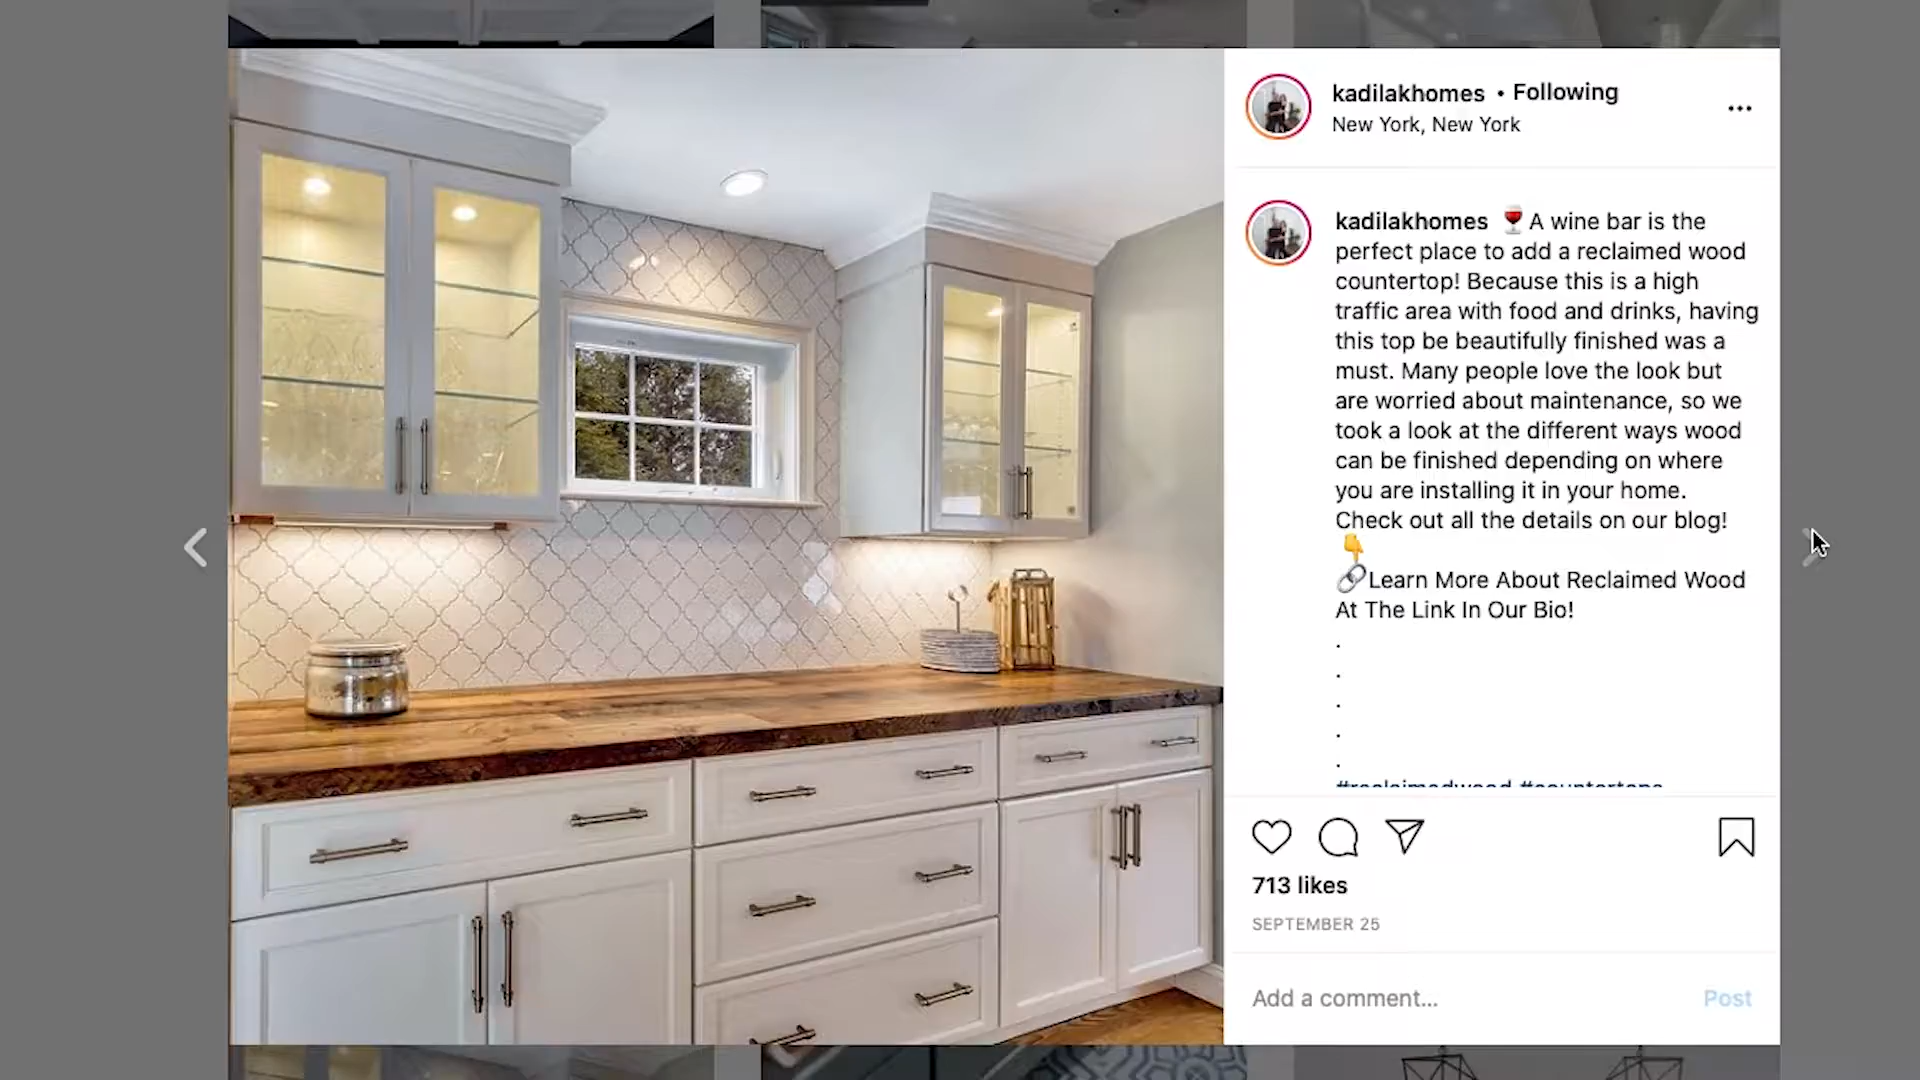 kadilakhomes • Following
New York, New York
kadilakhomes 🍷A wine bar is the
perfect place to add a reclaimed wood
countertop! Because this is a high
traffic area with food and drinks, having
this top be beautifully finished was a
must. Many people love the look but
are worried about maintenance, so we
took a look at the different ways wood
can be finished depending on where
you are installing it in your home.
Check out all the details on our blog!
👇
🔗Learn More About Reclaimed Wood
At The Link In Our Bio!
.
.
.
.
.
#reclaimedwood #countertops
713 likes
SEPTEMBER 25
Add a comment...
Post